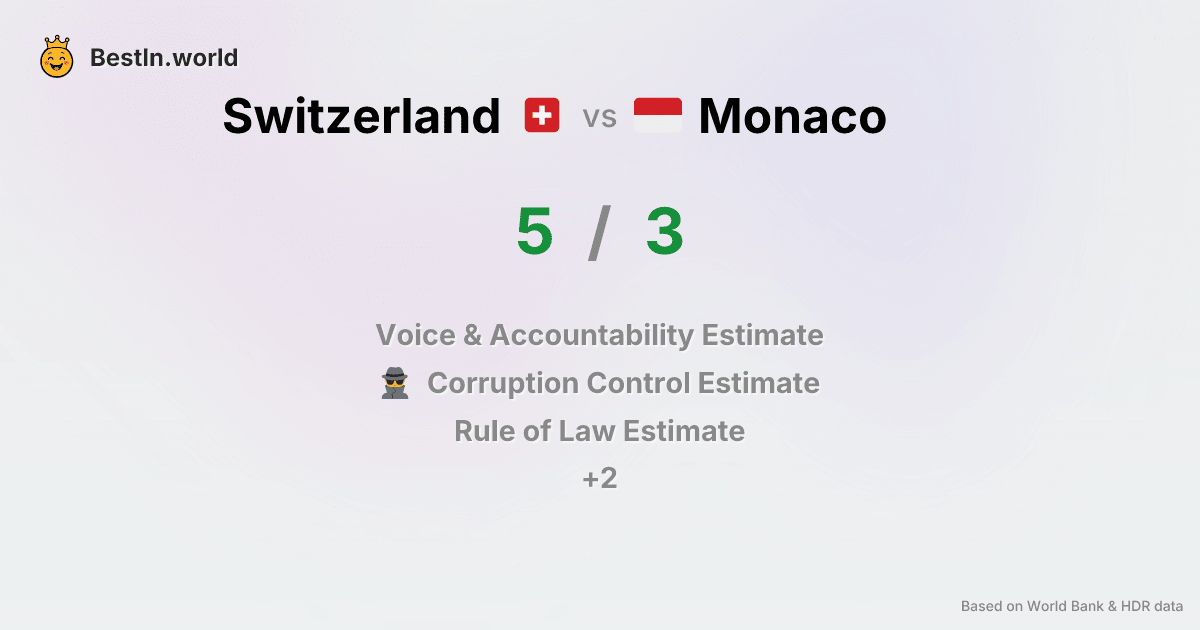 BestIn.world
Switzerland vs Monaco
5 / 3
Voice & Accountability Estimate
Corruption Control Estimate
Rule of Law Estimate
+2
Based on World Bank & HDR data